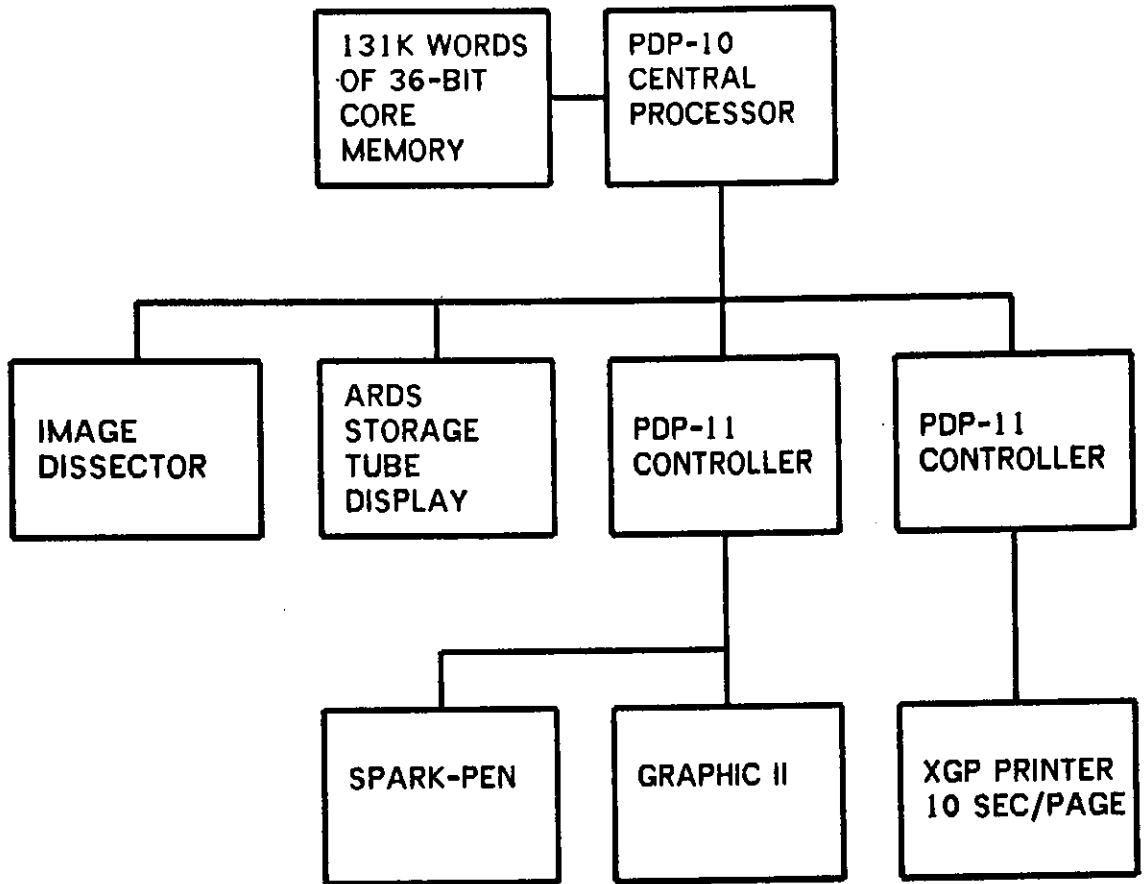 131K WORDS
OF 36-BIT
CORE
MEMORY
PDP-10
CENTRAL
PROCESSOR
IMAGE
DISSECTOR
ARDS
STORAGE
TUBE
DISPLAY
PDP-11
CONTROLLER
PDP-11
CONTROLLER
SPARK-PEN
GRAPHIC II
XGP PRINTER
10 SEC/PAGE